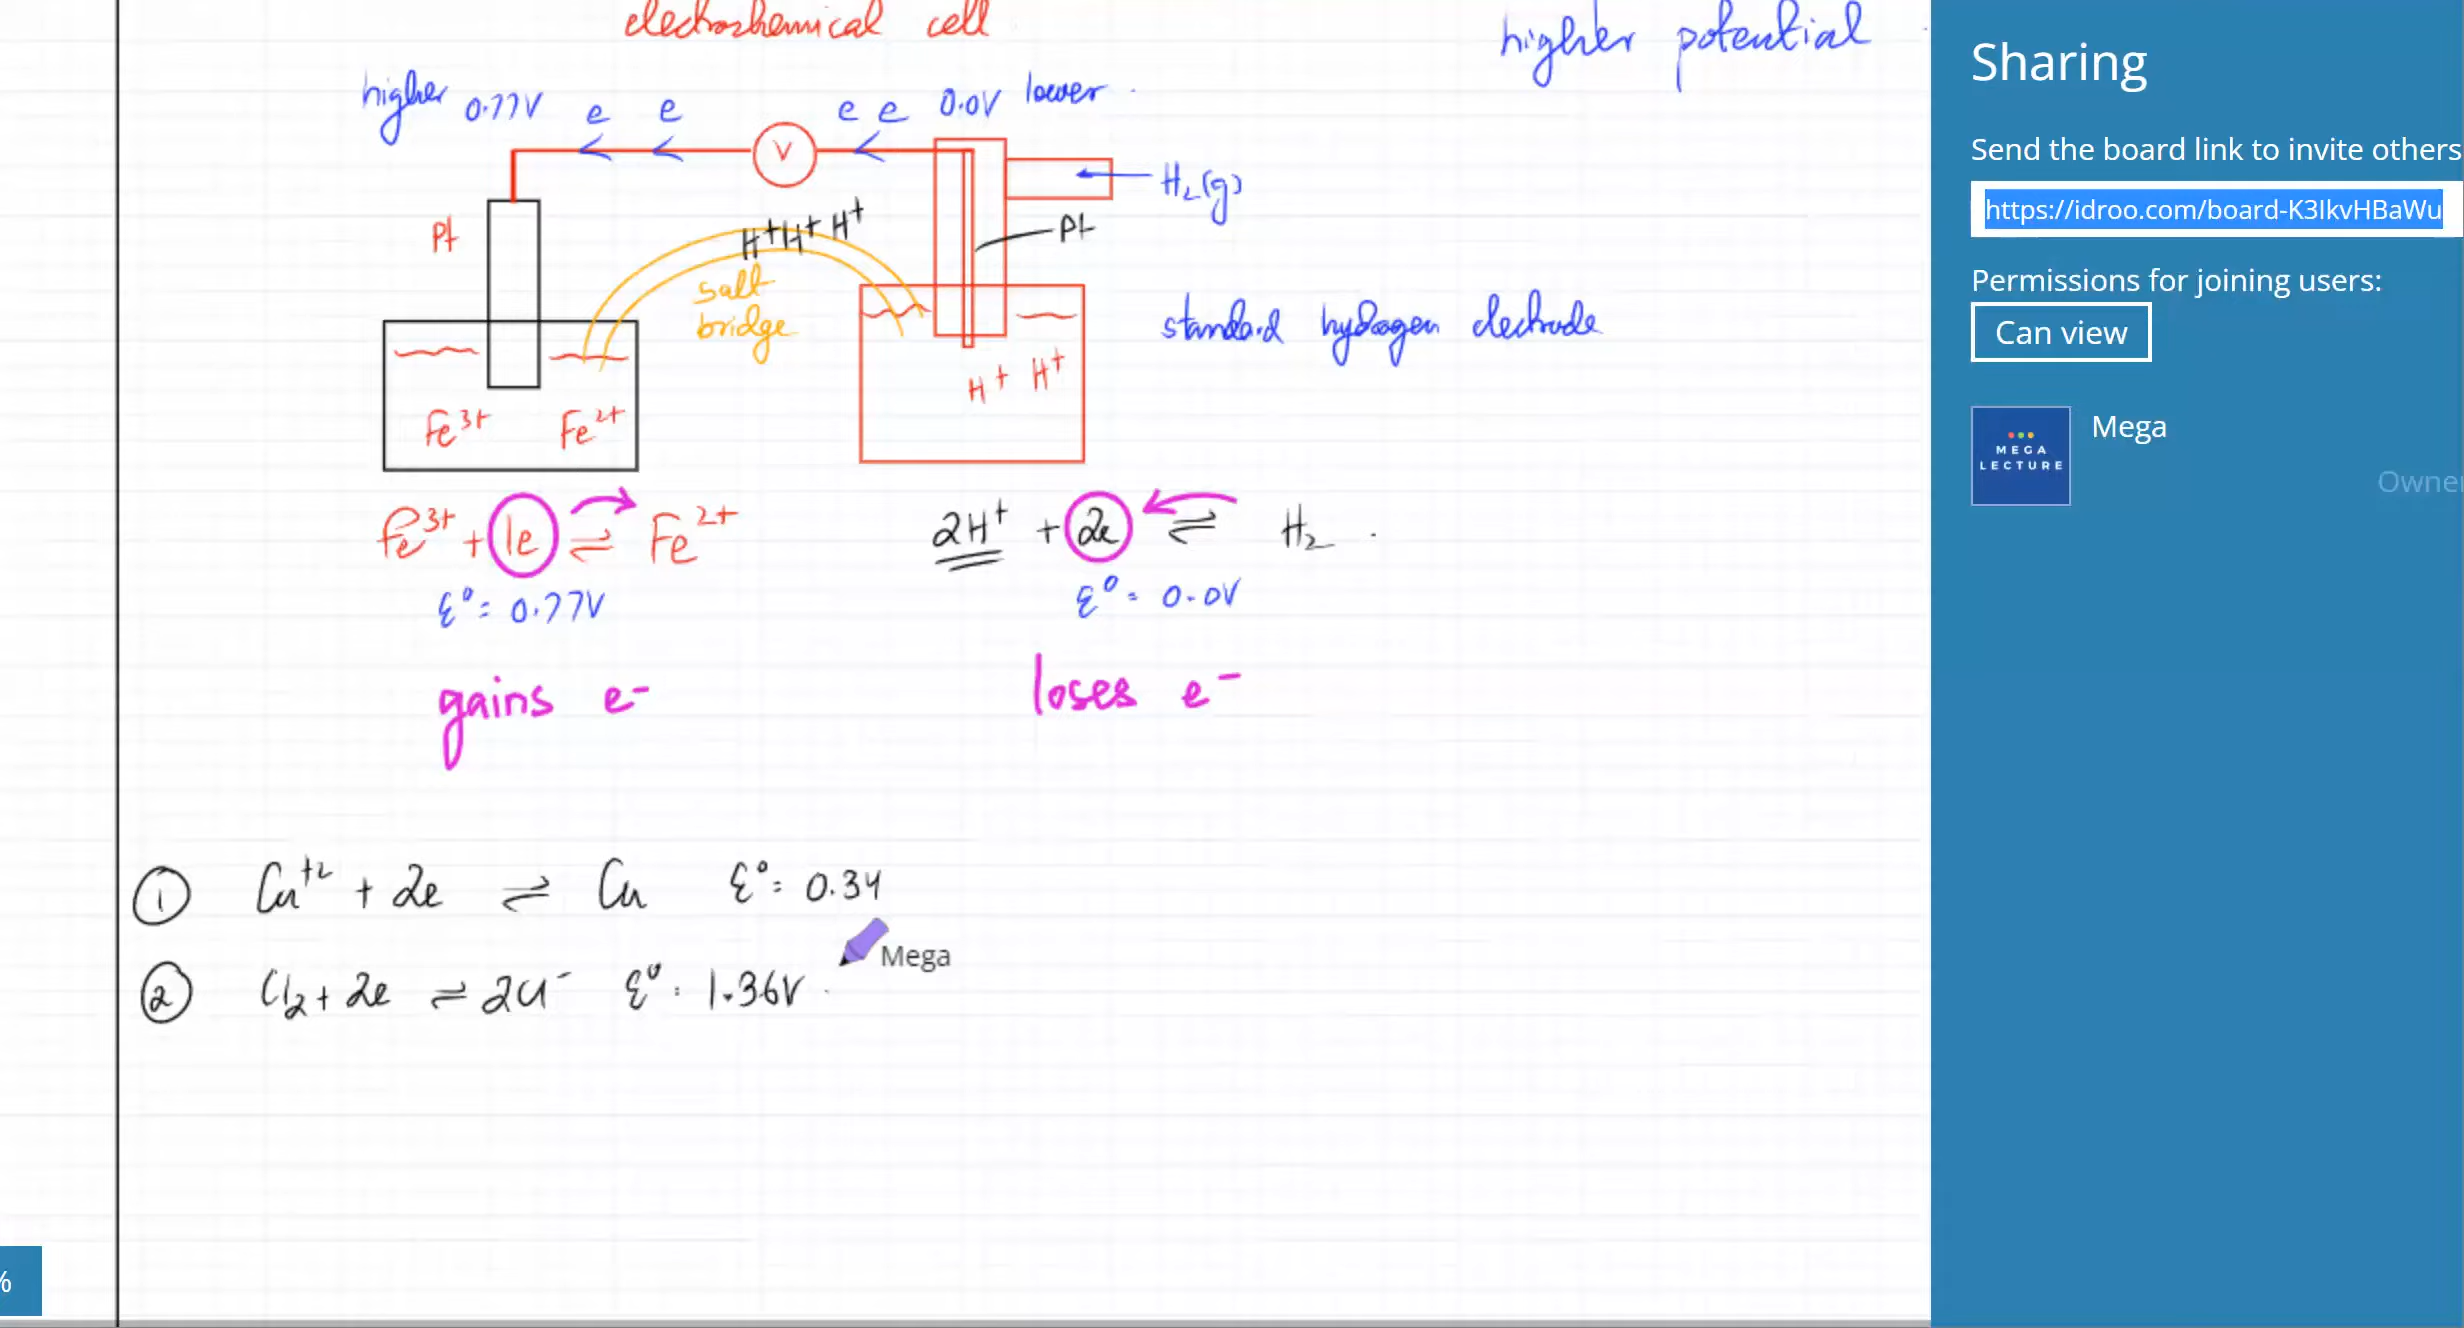 electrochemical cell
higher potential
higher 0.77V e e e e 0.0V lower
V
H₂(g)
Pt
H⁺ H⁺ H⁺
Pt
salt
bridge
standard hydrogen electrode
H⁺ H⁺
Fe³⁺ Fe²⁺
Fe³⁺ + 1e ⇌ Fe²⁺
2H⁺ + 2e ⇌ H₂
ε° = 0.77V
ε° = 0.0V
gains e⁻
loses e⁻
① Cu⁺² + 2e ⇌ Cu ε° = 0.34
Mega
② Cl₂ + 2e ⇌ 2Cl⁻ ε° = 1.36V
%
Sharing
Send the board link to invite others
https://idroo.com/board-K3IkvHBaWu
Permissions for joining users:
Can view
MEGA
LECTURE
Mega
Owne